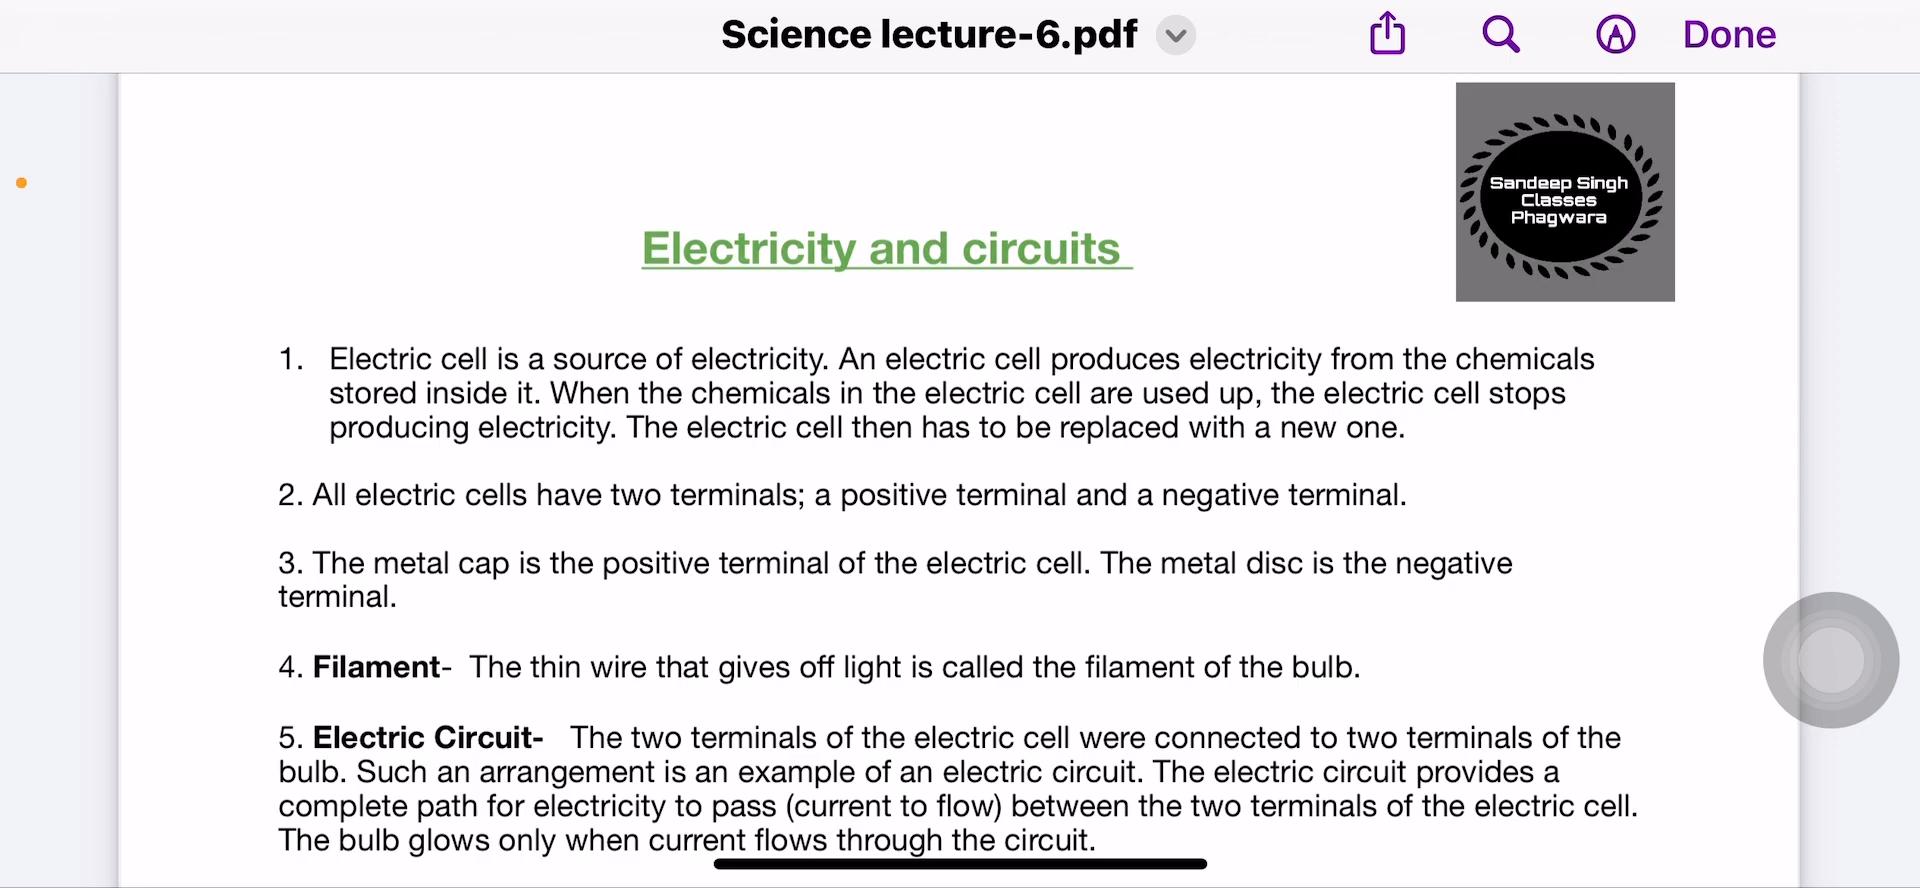 Science lecture-6.pdf
Done
Sandeep Singh
Classes
Phagwara
Electricity and circuits
1. Electric cell is a source of electricity. An electric cell produces electricity from the chemicals
stored inside it. When the chemicals in the electric cell are used up, the electric cell stops
producing electricity. The electric cell then has to be replaced with a new one.
2. All electric cells have two terminals; a positive terminal and a negative terminal.
3. The metal cap is the positive terminal of the electric cell. The metal disc is the negative
terminal.
4. Filament- The thin wire that gives off light is called the filament of the bulb.
5. Electric Circuit- The two terminals of the electric cell were connected to two terminals of the
bulb. Such an arrangement is an example of an electric circuit. The electric circuit provides a
complete path for electricity to pass (current to flow) between the two terminals of the electric cell.
The bulb glows only when current flows through the circuit.